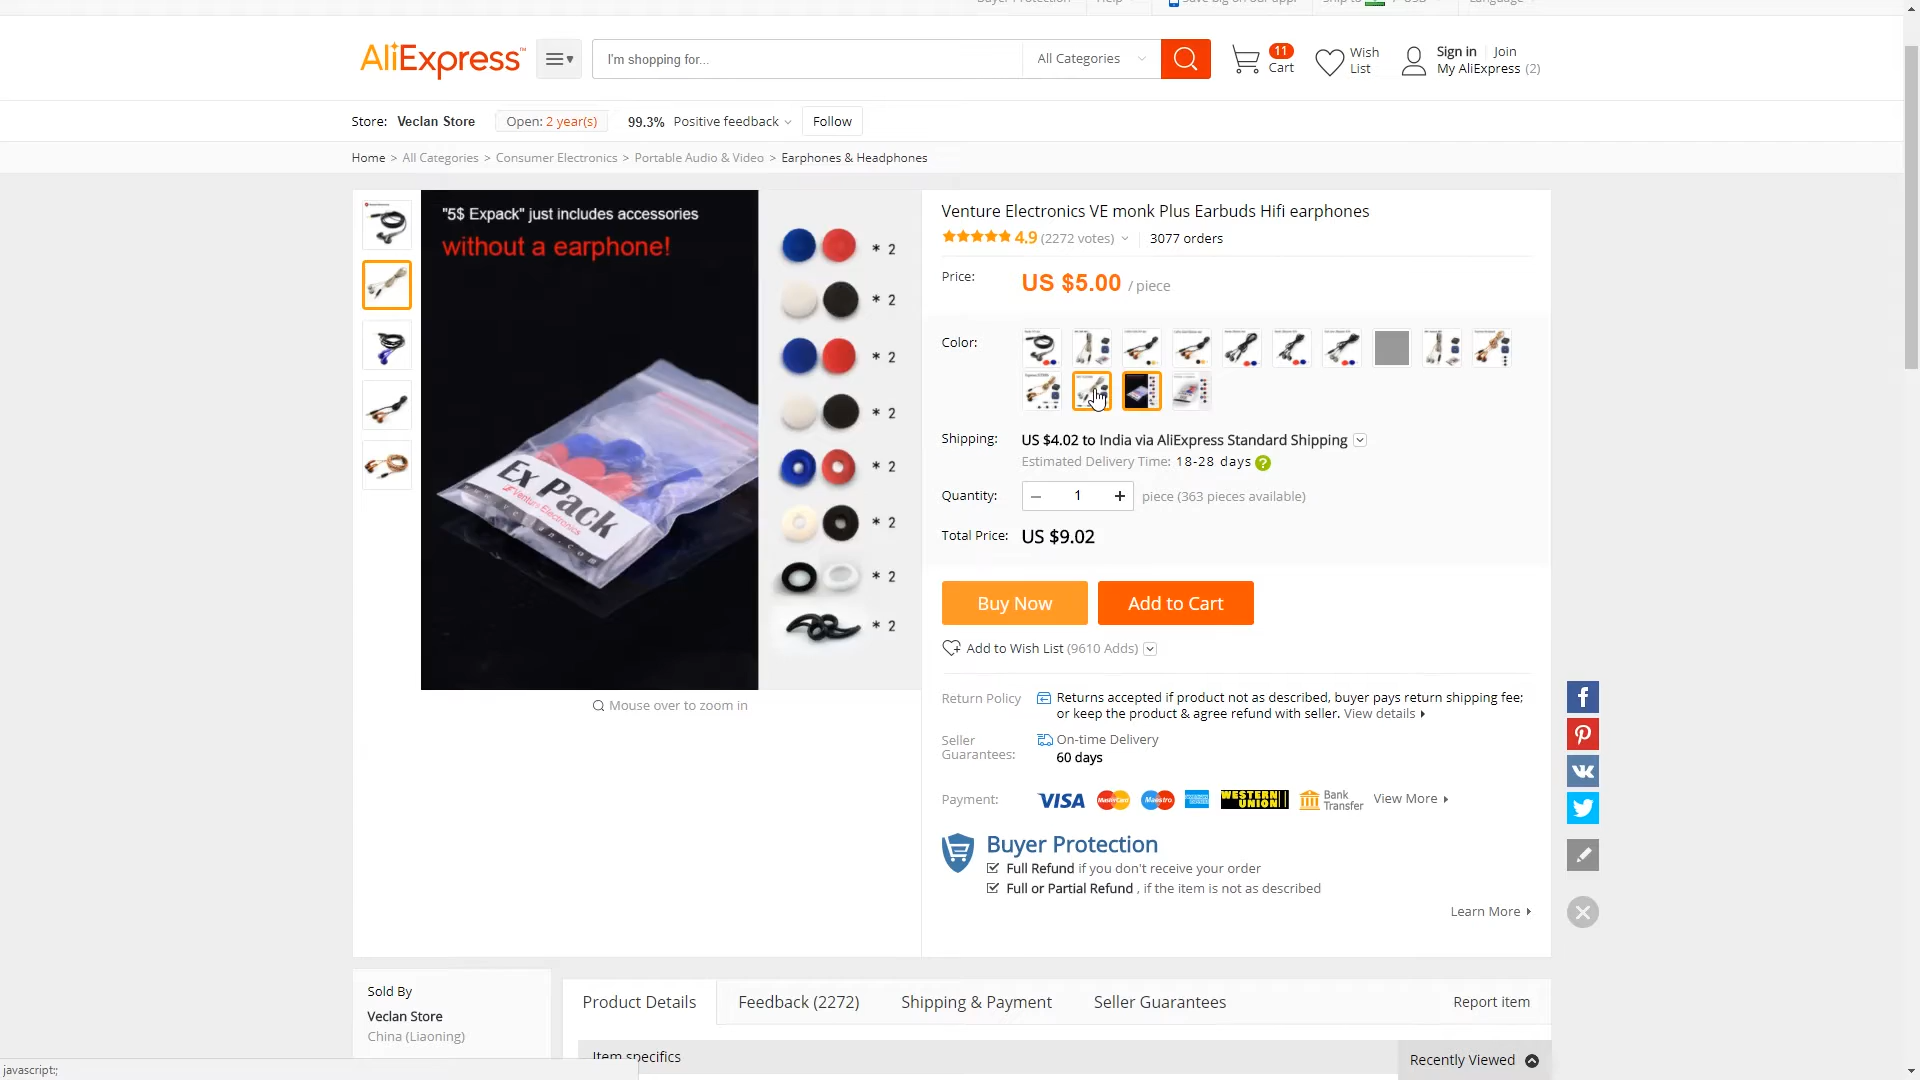 AliExpress™
I'm shopping for...
All Categories
11
Cart
Wish
List
Sign in
Join
My AliExpress (2)
Store: Veclan Store
Open: 2 year(s)
99.3% Positive feedback
Follow
Home > All Categories > Consumer Electronics > Portable Audio & Video > Earphones & Headphones
"5$ Expack" just includes accessories
without a earphone!
* 2
* 2
* 2
* 2
* 2
* 2
* 2
* 2
Ex Pack
Venture Electronics
Mouse over to zoom in
Venture Electronics VE monk Plus Earbuds Hifi earphones
4.9 (2272 votes)
3077 orders
Price: US $5.00 / piece
Color:
Shipping: US $4.02 to India via AliExpress Standard Shipping
Estimated Delivery Time: 18-28 days ?
Quantity: – 1 + piece (363 pieces available)
Total Price: US $9.02
Buy Now
Add to Cart
Add to Wish List (9610 Adds)
Return Policy
Returns accepted if product not as described, buyer pays return shipping fee;
or keep the product & agree refund with seller. View details
Seller
Guarantees:
On-time Delivery
60 days
Payment:
VISA
MasterCard
Maestro
WESTERN
UNION
Bank
Transfer
View More
Buyer Protection
Full Refund if you don't receive your order
Full or Partial Refund , if the item is not as described
Learn More
Sold By
Veclan Store
China (Liaoning)
Product Details
Feedback (2272)
Shipping & Payment
Seller Guarantees
Report item
Item specifics
Recently Viewed
javascript:;